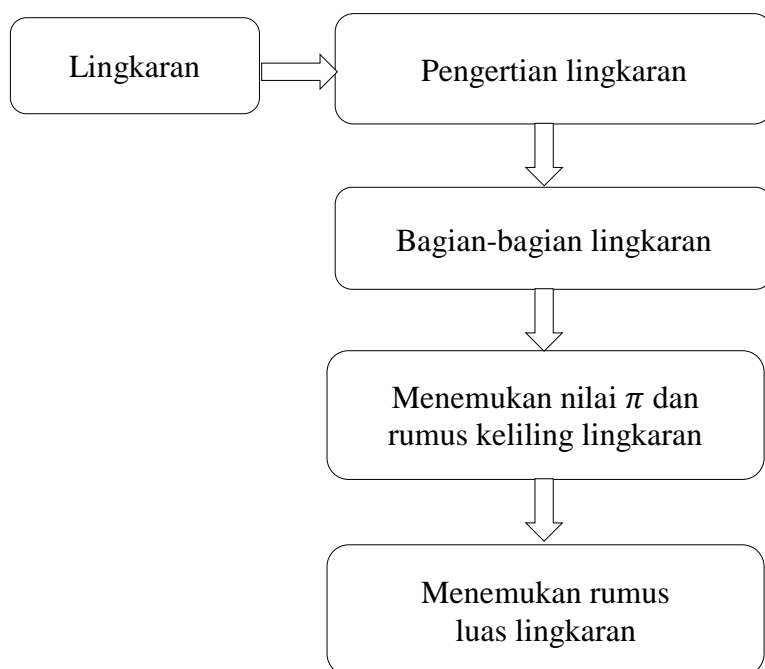 Lingkaran
Pengertian lingkaran
Bagian-bagian lingkaran
Menemukan nilai 𝜋 dan
rumus keliling lingkaran
Menemukan rumus
luas lingkaran